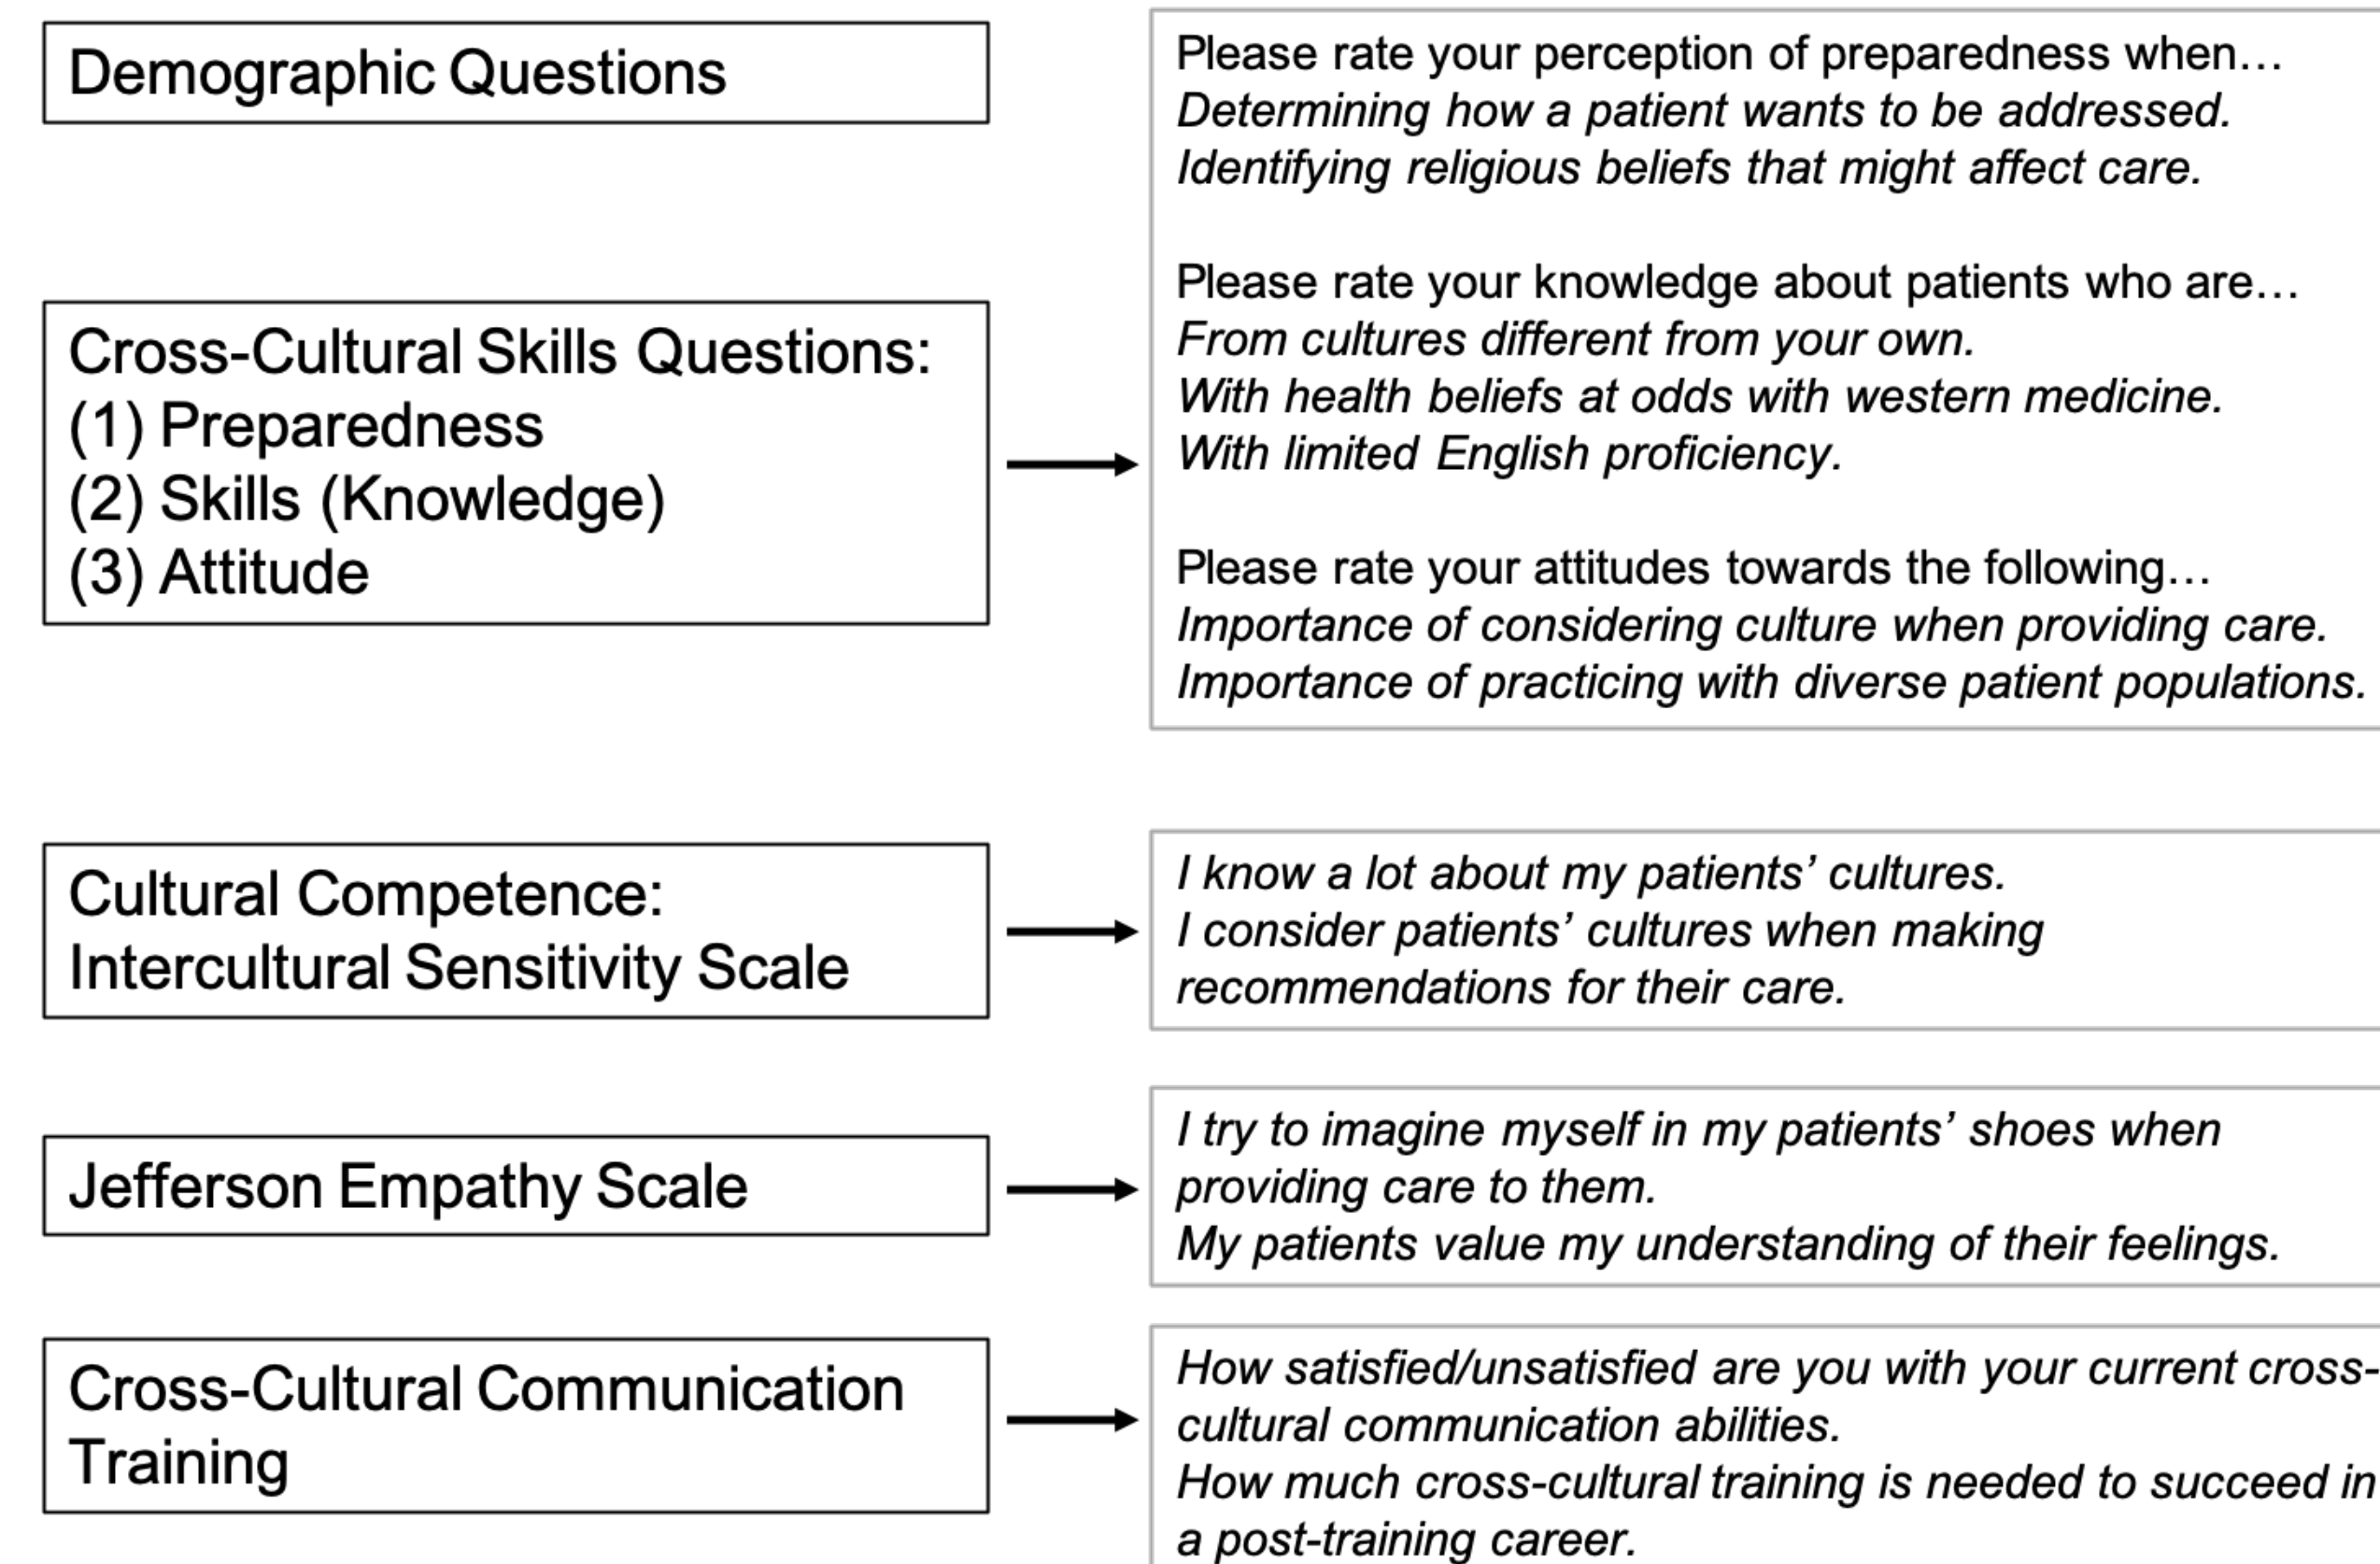 Demographic Questions
Please rate your perception of preparedness when…
Determining how a patient wants to be addressed.
Identifying religious beliefs that might affect care.
Cross-Cultural Skills Questions:
(1) Preparedness
(2) Skills (Knowledge)
(3) Attitude
Please rate your knowledge about patients who are…
From cultures different from your own.
With health beliefs at odds with western medicine.
With limited English proficiency.
Please rate your attitudes towards the following…
Importance of considering culture when providing care.
Importance of practicing with diverse patient populations.
Cultural Competence:
Intercultural Sensitivity Scale
I know a lot about my patients’ cultures.
I consider patients’ cultures when making
recommendations for their care.
Jefferson Empathy Scale
I try to imagine myself in my patients’ shoes when
providing care to them.
My patients value my understanding of their feelings.
Cross-Cultural Communication
Training
How satisfied/unsatisfied are you with your current cross-
cultural communication abilities.
How much cross-cultural training is needed to succeed in
a post-training career.